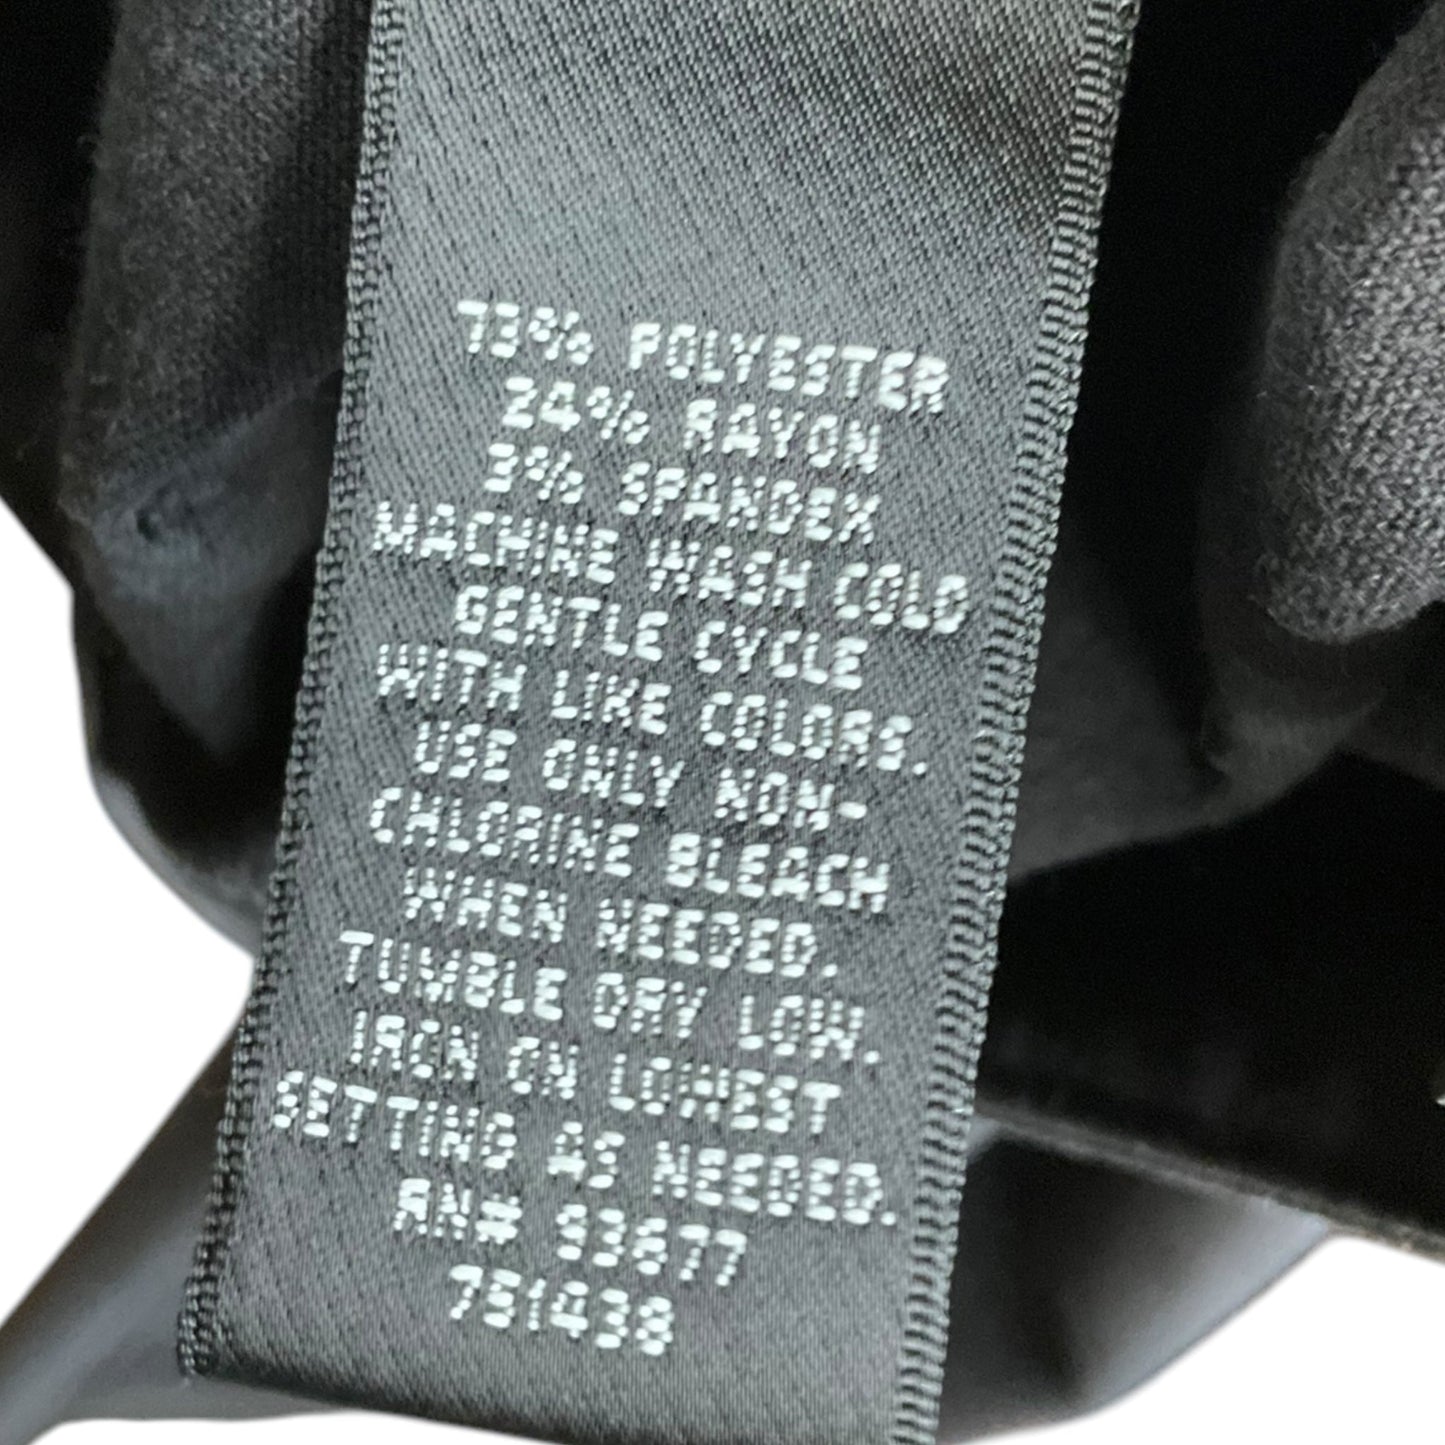 73% POLYESTER
24% RAYON
3% SPANDEX
MACHINE WASH COLD
GENTLE CYCLE
WITH LIKE COLORS.
USE ONLY NON-
CHLORINE BLEACH
WHEN NEEDED.
TUMBLE DRY LOW.
IRON ON LOWEST
SETTING AS NEEDED.
RN# 93677
751438